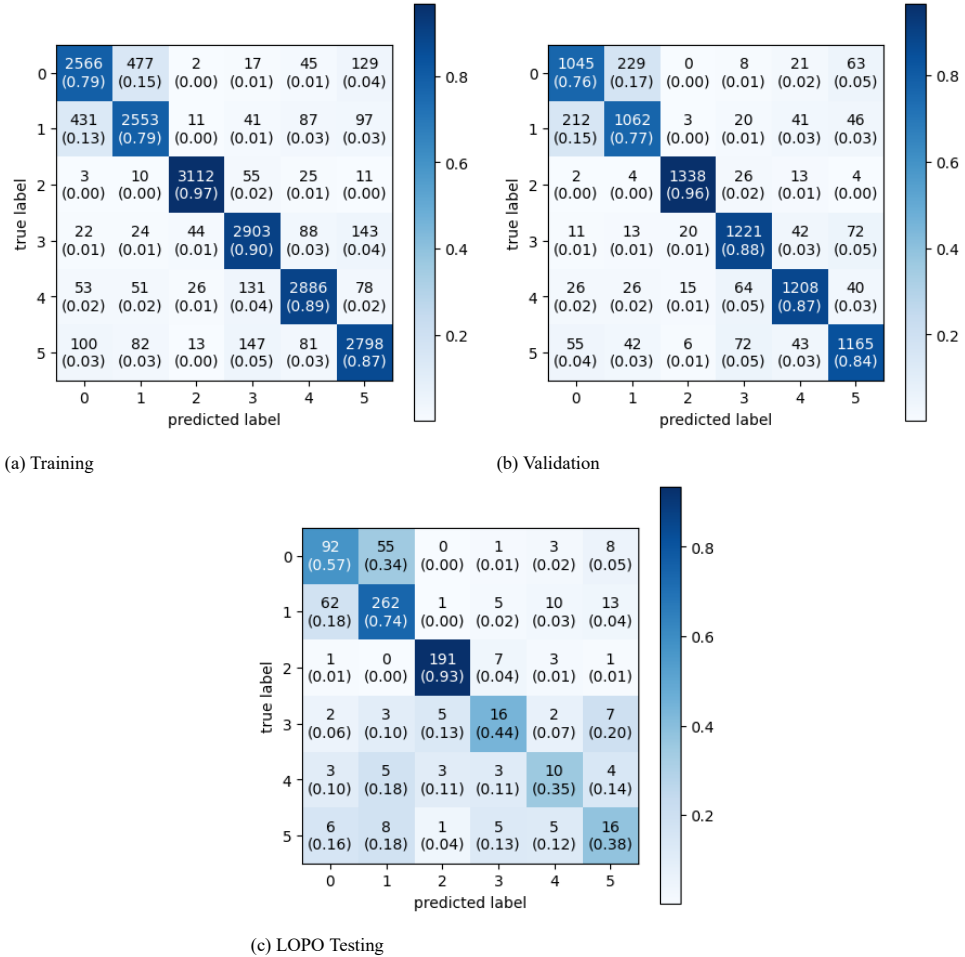 0 2566 477 2 17 45 129
(0.79) (0.15) (0.00) (0.01) (0.01) (0.04)
1 431 2553 11 41 87 97
(0.13) (0.79) (0.00) (0.01) (0.03) (0.03)
2 3 10 3112 55 25 11
(0.00) (0.00) (0.97) (0.02) (0.01) (0.00)
3 22 24 44 2903 88 143
(0.01) (0.01) (0.01) (0.90) (0.03) (0.04)
4 53 51 26 131 2886 78
(0.02) (0.02) (0.01) (0.04) (0.89) (0.02)
5 100 82 13 147 81 2798
(0.03) (0.03) (0.00) (0.05) (0.03) (0.87)
0 1 2 3 4 5
predicted label
true label
0.8
0.6
0.4
0.2
(a) Training
0 1045 229 0 8 21 63
(0.76) (0.17) (0.00) (0.01) (0.02) (0.05)
1 212 1062 3 20 41 46
(0.15) (0.77) (0.00) (0.01) (0.03) (0.03)
2 2 4 1338 26 13 4
(0.00) (0.00) (0.96) (0.02) (0.01) (0.00)
3 11 13 20 1221 42 72
(0.01) (0.01) (0.01) (0.88) (0.03) (0.05)
4 26 26 15 64 1208 40
(0.02) (0.02) (0.01) (0.05) (0.87) (0.03)
5 55 42 6 72 43 1165
(0.04) (0.03) (0.01) (0.05) (0.03) (0.84)
0 1 2 3 4 5
predicted label
true label
0.8
0.6
0.4
0.2
(b) Validation
0 92 55 0 1 3 8
(0.57) (0.34) (0.00) (0.01) (0.02) (0.05)
1 62 262 1 5 10 13
(0.18) (0.74) (0.00) (0.02) (0.03) (0.04)
2 1 0 191 7 3 1
(0.01) (0.00) (0.93) (0.04) (0.01) (0.01)
3 2 3 5 16 2 7
(0.06) (0.10) (0.13) (0.44) (0.07) (0.20)
4 3 5 3 3 10 4
(0.10) (0.18) (0.11) (0.11) (0.35) (0.14)
5 6 8 1 5 5 16
(0.16) (0.18) (0.04) (0.13) (0.12) (0.38)
0 1 2 3 4 5
predicted label
true label
0.8
0.6
0.4
0.2
(c) LOPO Testing